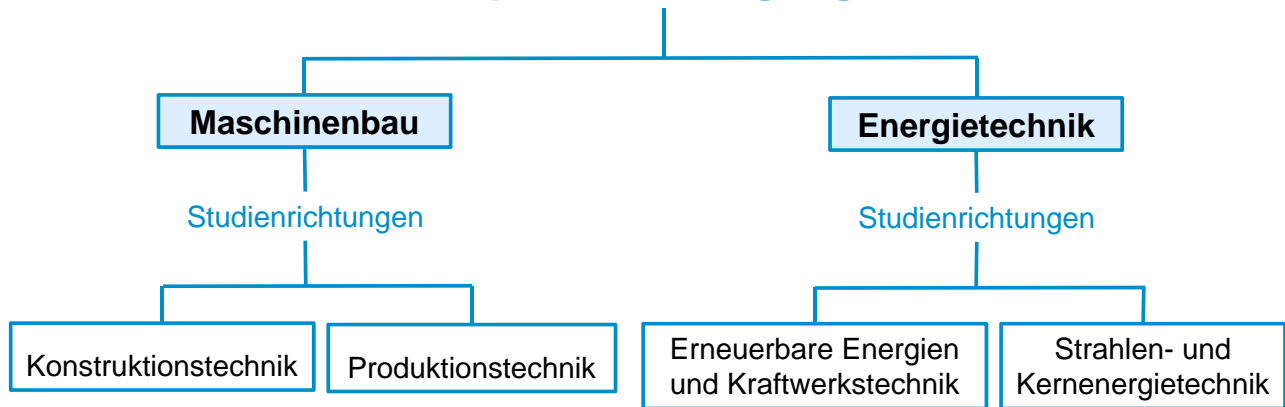 Maschinenbau
Energietechnik
Studienrichtungen
Studienrichtungen
Konstruktionstechnik
Produktionstechnik
Erneuerbare Energien
und Kraftwerkstechnik
Strahlen- und
Kernenergietechnik